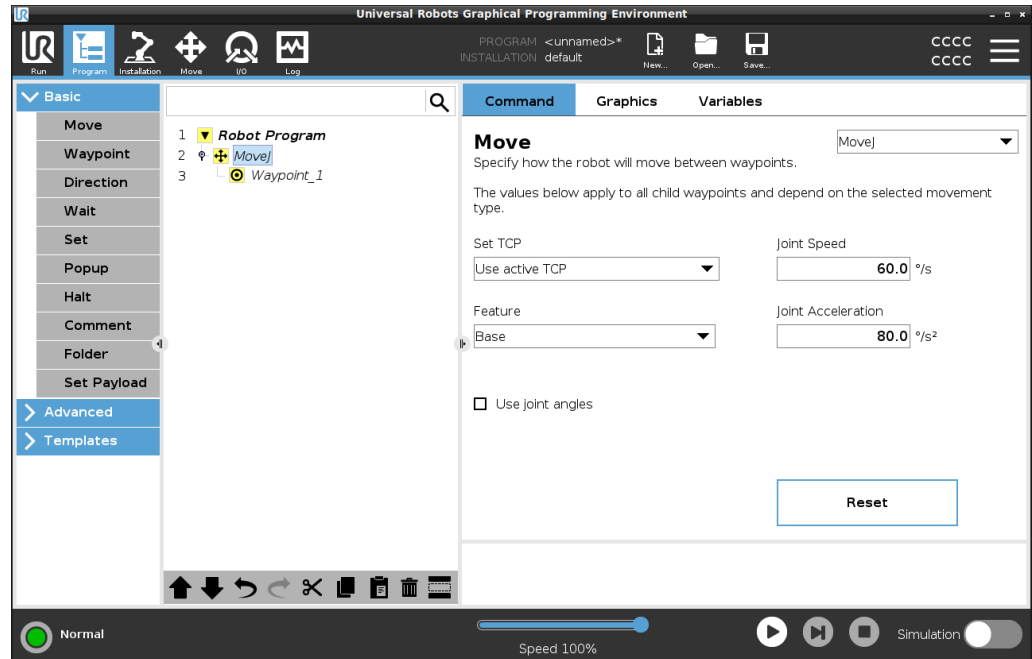 UR
Universal Robots Graphical Programming Environment
UR
Run
Program
Installation
Move
I/O
Log
PROGRAM <unnamed>*
INSTALLATION default
New...
Open...
Save...
CCCC
CCCC
Basic
Move
Waypoint
Direction
Wait
Set
Popup
Halt
Comment
Folder
Set Payload
Advanced
Templates
1 Robot Program
2 MoveJ
3 Waypoint_1
Command Graphics Variables
Move
MoveJ
Specify how the robot will move between waypoints.
The values below apply to all child waypoints and depend on the selected movement
type.
Set TCP
Joint Speed
Use active TCP
60.0 °/s
Feature
Joint Acceleration
Base
80.0 °/s²
Use joint angles
Reset
Normal
Speed 100%
Simulation